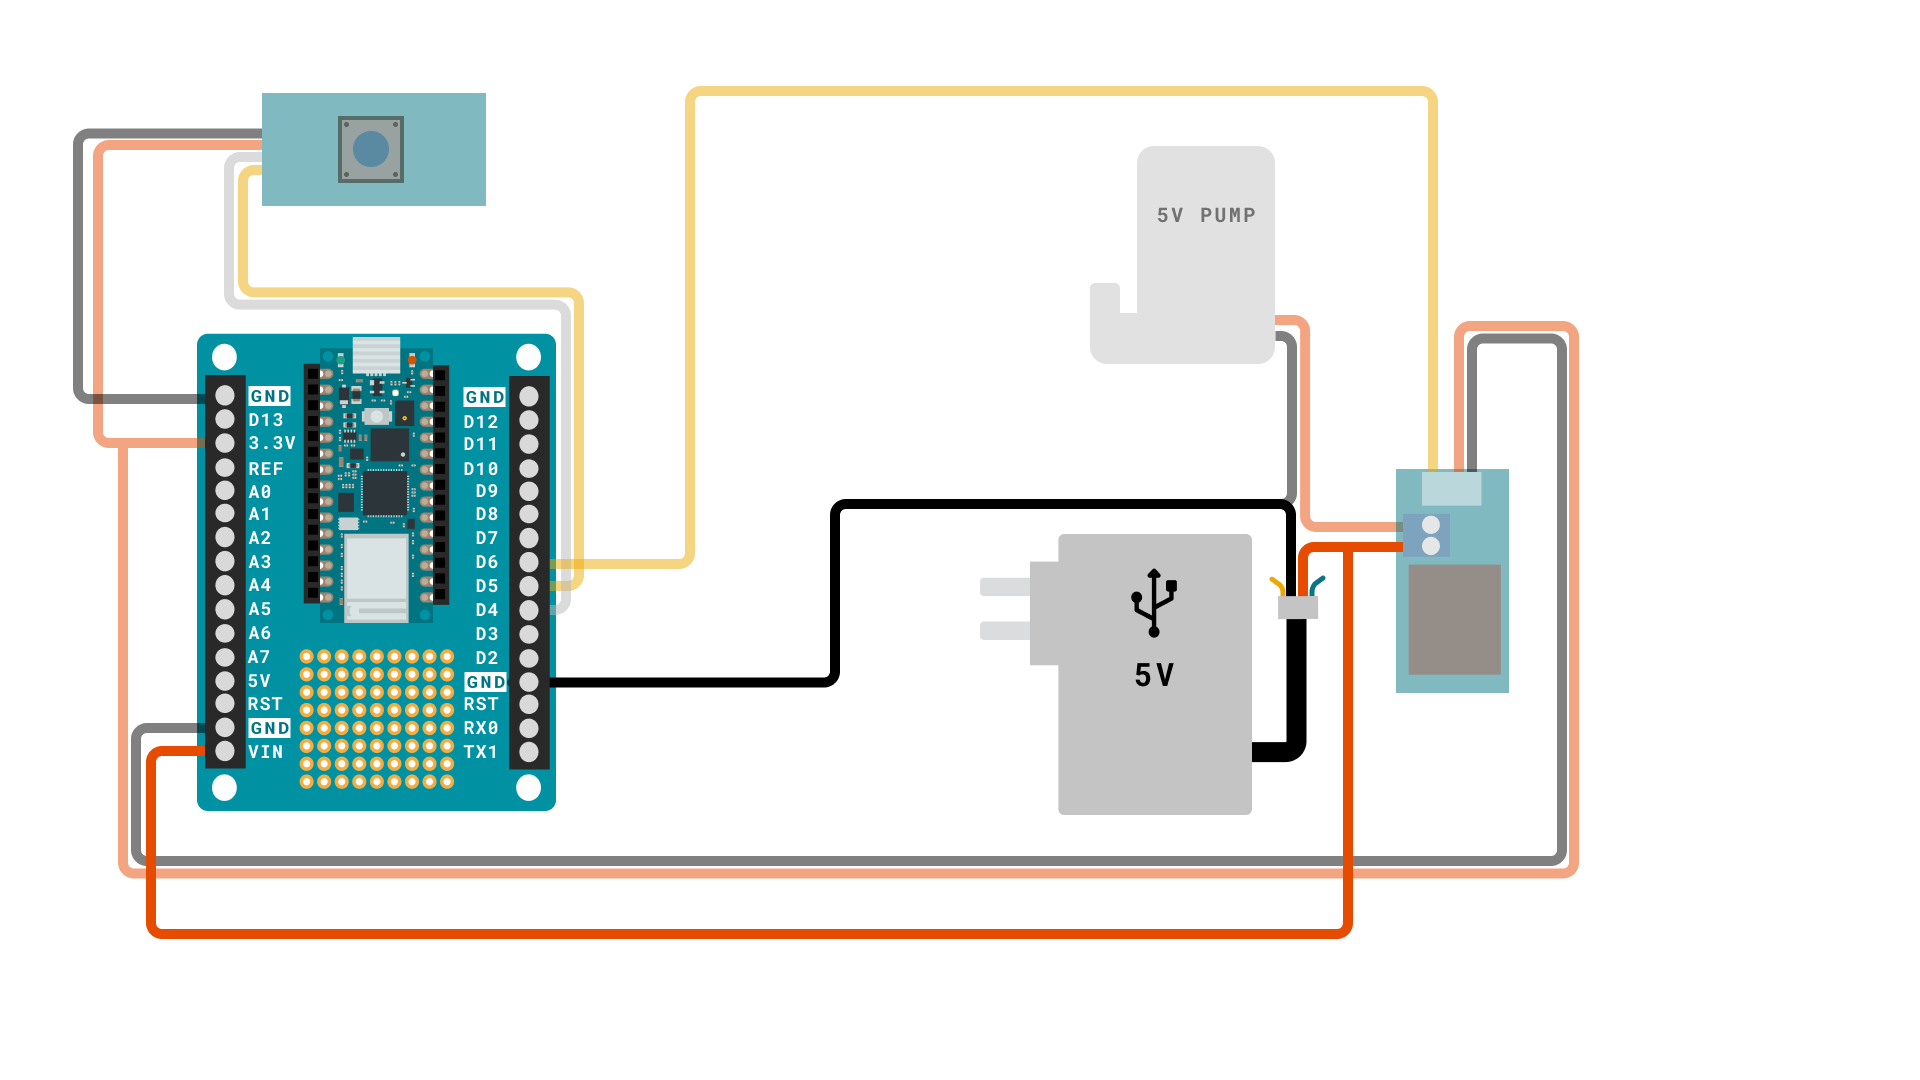 5V PUMP
GND
D13
3.3V
REF
A0
A1
A2
A3
A4
A5
A6
A7
5V
RST
GND
VIN
GND
D12
D11
D10
D9
D8
D7
D6
D5
D4
D3
D2
GND
RST
RX0
TX1
5V